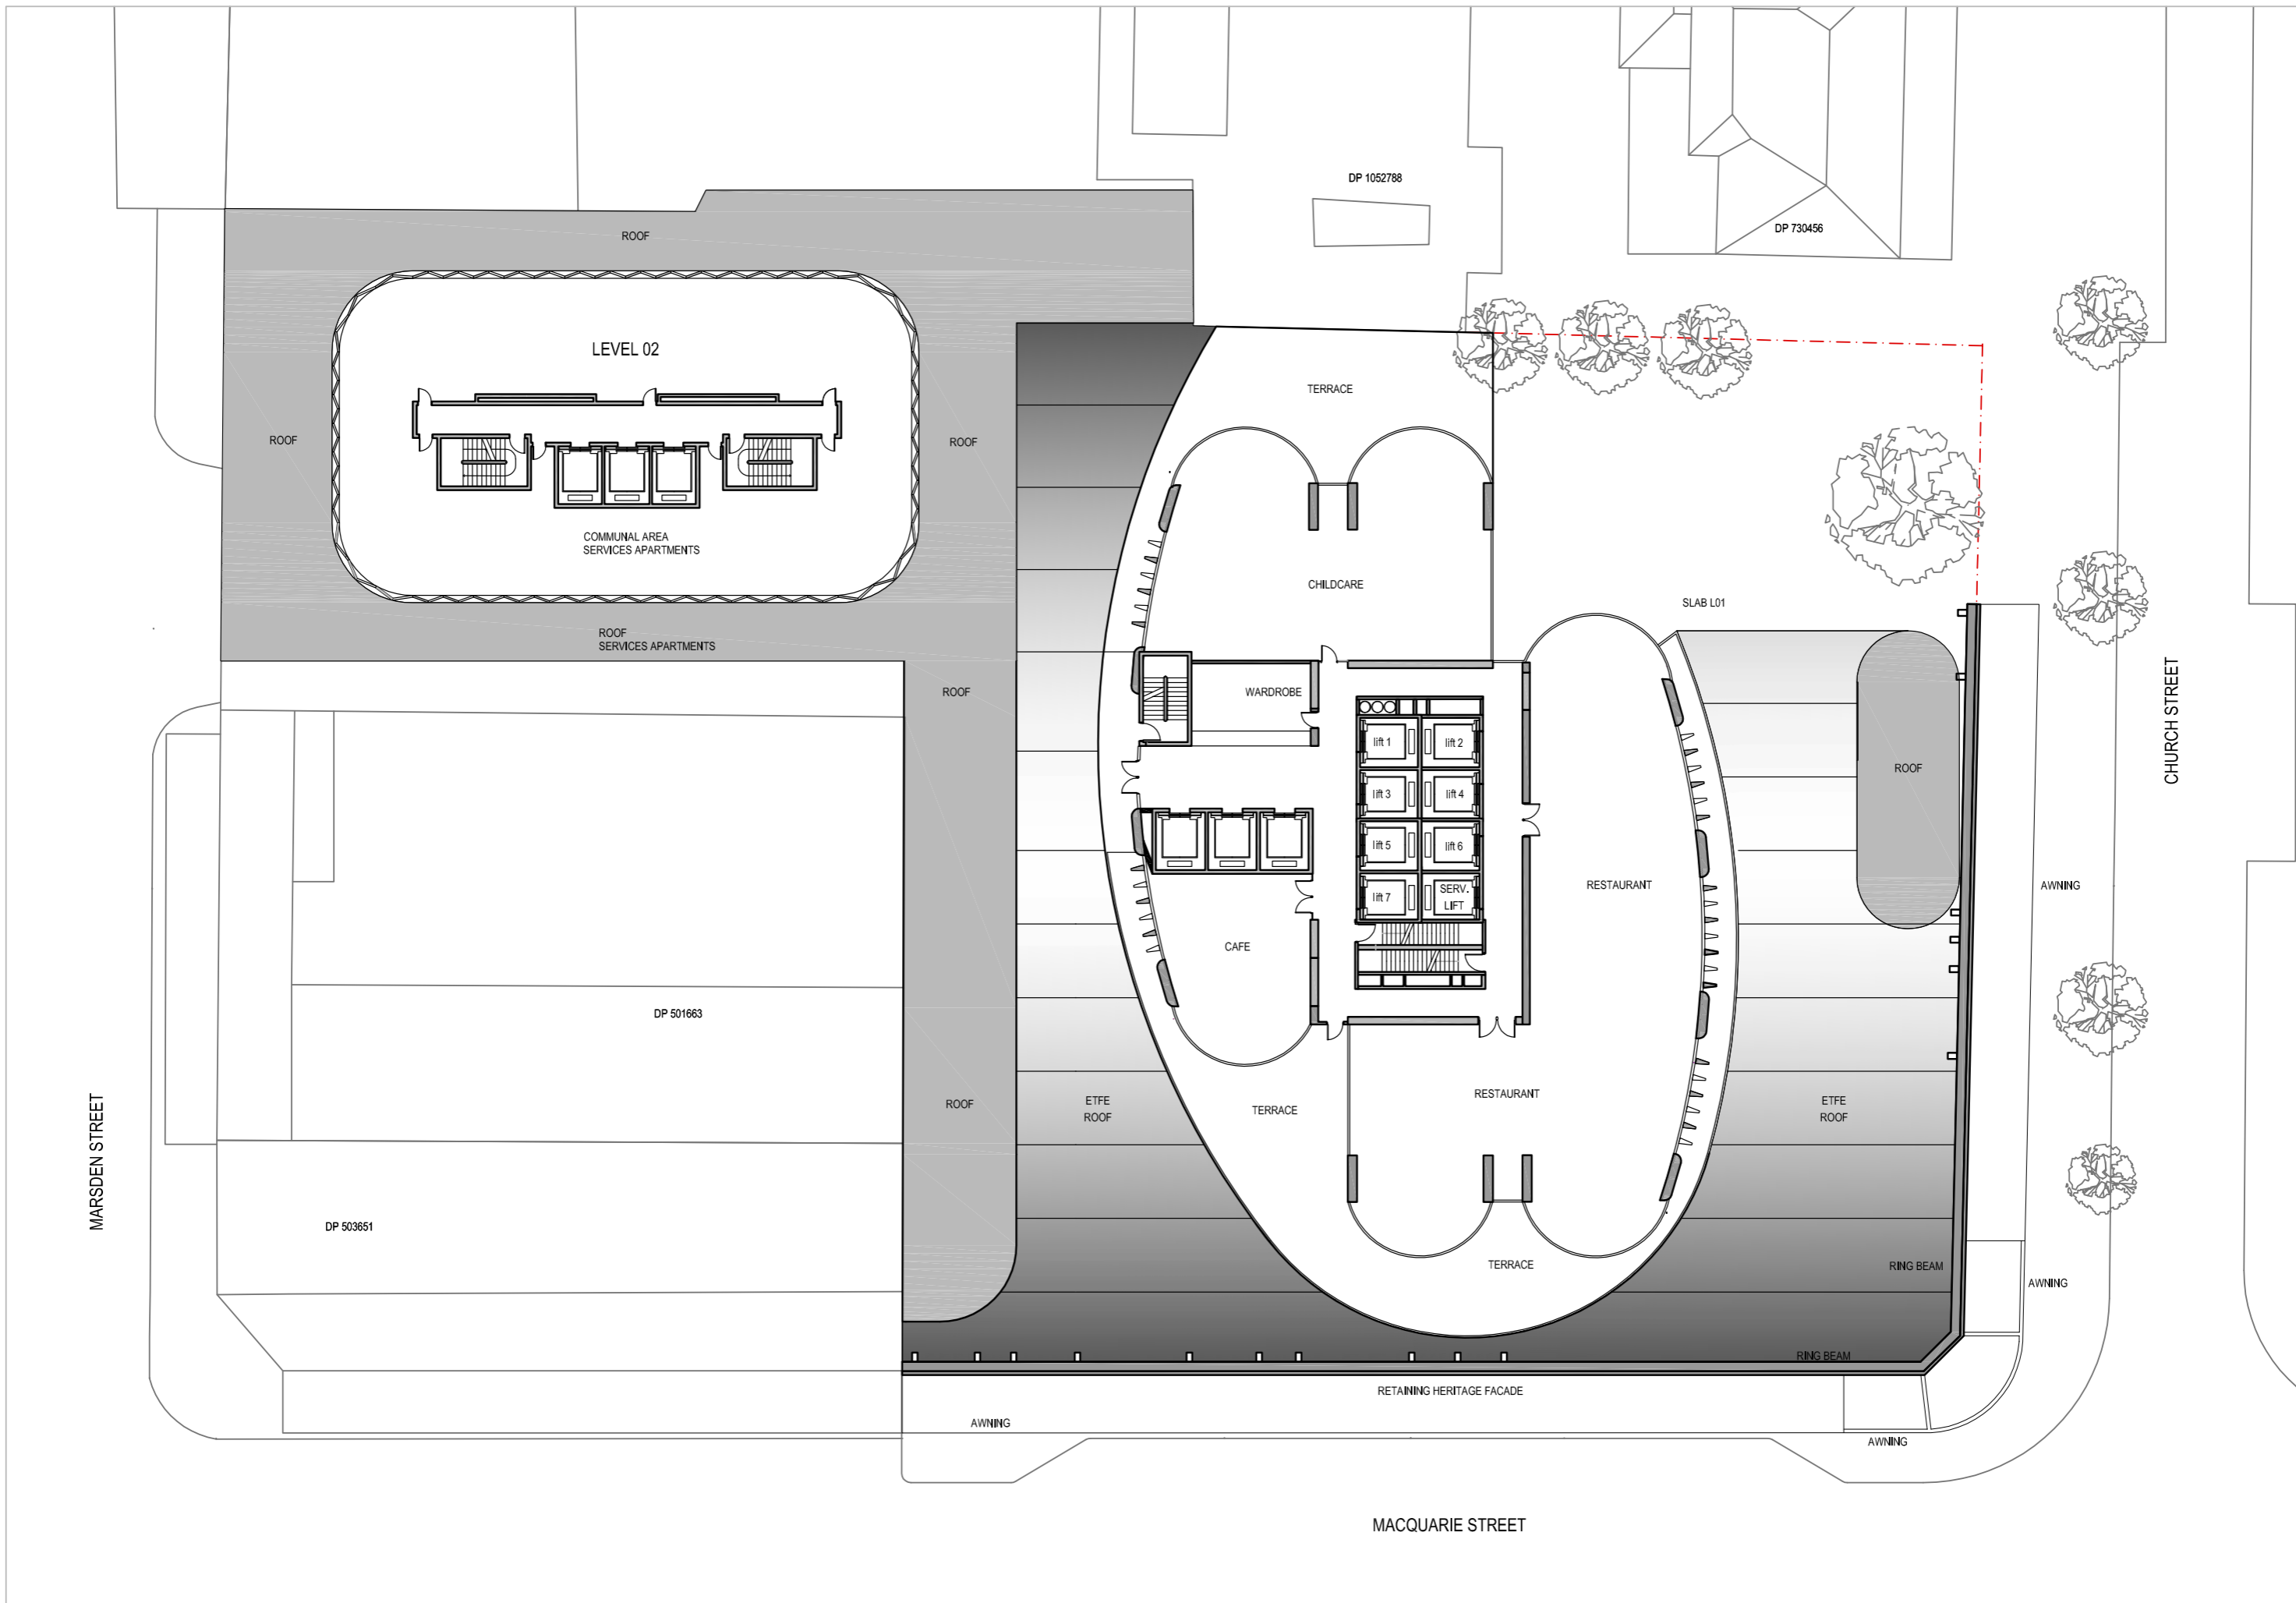 DP 1052788
DP 730456
ROOF
LEVEL 02
TERRACE
ROOF
ROOF
COMMUNAL AREA
SERVICES APARTMENTS
CHILDCARE
SLAB L01
ROOF
SERVICES APARTMENTS
ROOF
WARDROBE
CHURCH STREET
lift 1
lift 2
ROOF
lift 3
lift 4
lift 5
lift 6
RESTAURANT
AWNING
lift 7
SERV.
LIFT
CAFE
DP 501663
RESTAURANT
ROOF
ETFE
ROOF
TERRACE
ETFE
ROOF
MARSDEN STREET
DP 503651
TERRACE
RING BEAM
AWNING
RING BEAM
RETAINING HERITAGE FACADE
AWNING
AWNING
MACQUARIE STREET